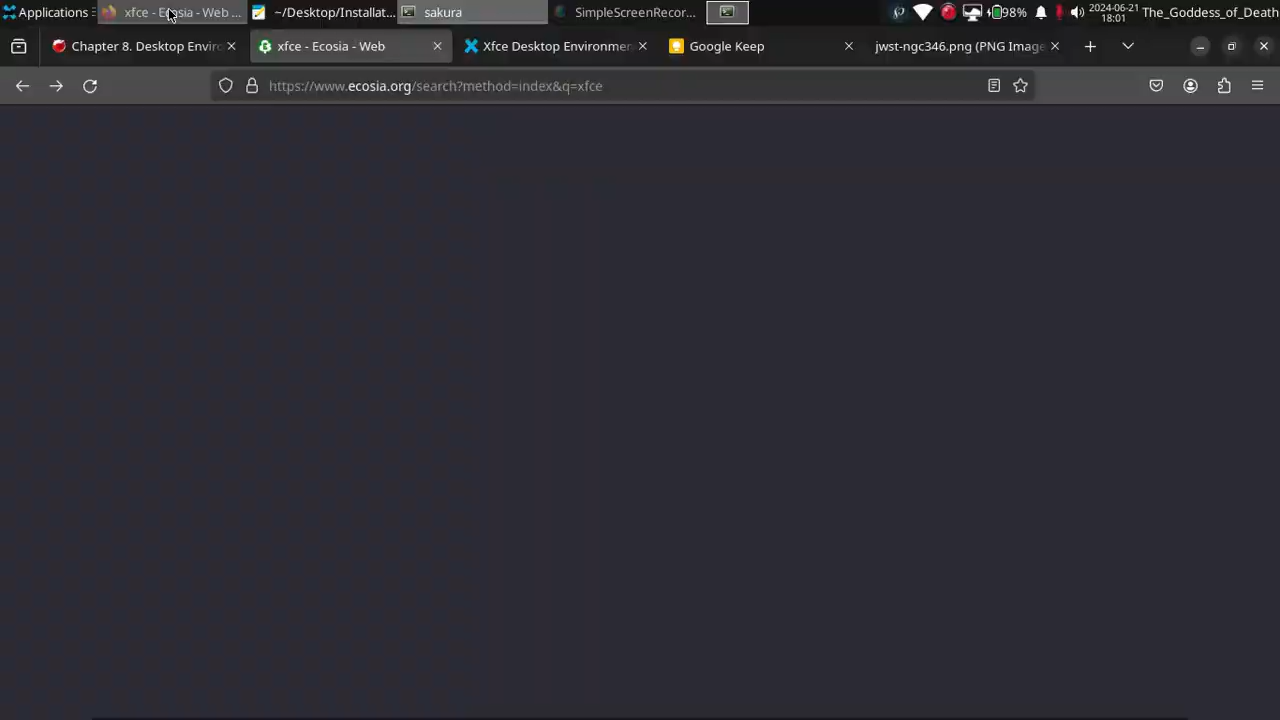 Applications xfce - Ecosia - Web ... ~/Desktop/Installat... sakura SimpleScreenRecor... 98% 2024-06-21 18:01 The_Goddess_of_Death
Chapter 8. Desktop Enviro xfce - Ecosia - Web Xfce Desktop Environmen Google Keep jwst-ngc346.png (PNG Image
https://www.ecosia.org/search?method=index&q=xfce